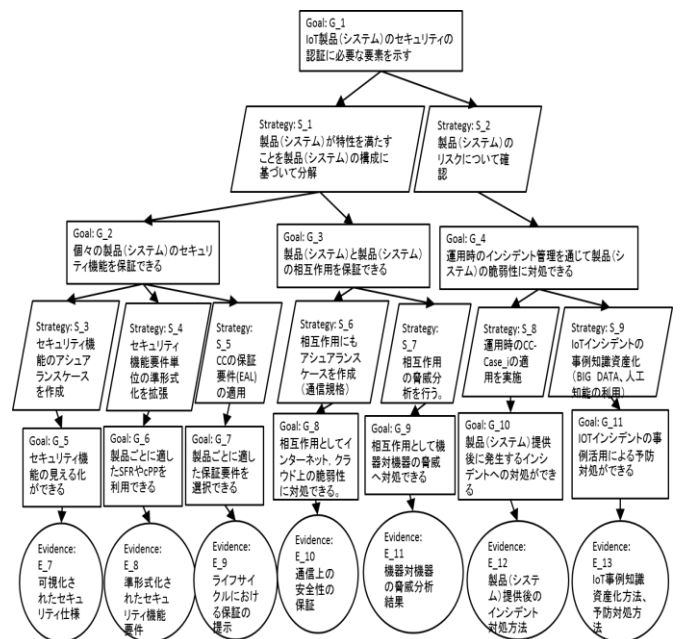 Goal: G_1
IoT製品(システム)のセキュリティの
認証に必要な要素を示す
Strategy: S_1
製品(システム)が特性を満たす
ことを製品(システム)の構成に
基づいて分解
Strategy: S_2
製品(システム)の
リスクについて確
認
Goal: G_2
個々の製品(システム)のセキュリ
ティ機能を保証できる
Goal: G_3
製品(システム)と製品(システム)
の相互作用を保証できる
Goal: G_4
運用時のインシデント管理を通じて製品(シ
ステム)の脆弱性に対処できる
Strategy: S_3
セキュリティ機
能のアシュア
ランスケース
を作成
Strategy: S_4
セキュリティ
機能要件単
位の準形式
化を拡張
Strategy:
S_5
CCの保証
要件(EAL)
の適用
Strategy: S_6
相互作用にも
アシュアランス
ケースを作成
(通信規格)
Strategy:
S_7
相互作用の
脅威分
析を行う。
Strategy: S_8
運用時のCC-
Case_iの適
用を実施
Strategy: S_9
IoTインシデントの
事例知識資産化
(BIG DATA、人工
知能の利用)
Goal: G_5
セキュリティ機
能の見える化
ができる
Goal: G_6
製品ごとに適し
たSFRやcPPを
利用できる
Goal: G_7
製品ごとに適し
た保証要件を
選択できる
Goal: G_8
相互作用としてイ
ンターネット, クラ
ウド上の脆弱性
に対処できる。
Goal: G_9
相互作用として機
器対機器の脅威
へ対処できる
Goal: G_10
製品(システム)提供
後に発生するインシ
デントへの対処ができ
る
Goal: G_11
IOTインシデントの事
例活用による予防
対処ができる
Evidence:
E_7
可視化さ
れたセキュ
リティ仕様
Evidence:
E_8
準形式化さ
れたセキュリ
ティ機能
要件
Evidence:
E_9
ライフサイ
クルにおけ
る保証の
提示
Evidence:
E_10
通信上の
安全性の
保証
Evidence:
E_11
機器対機器
の脅威分析
結果
Evidence:
E_12
製品(システ
ム)提供後の
インシデント
対処方法
Evidence:
E_13
IoT事例知識
資産化方法、
予防対処方
法